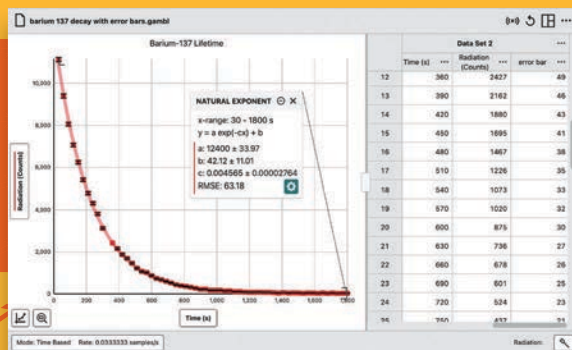 barium 137 decay with error bars.gambl
Barium-137 Lifetime
Radiation (Counts)
10,000
8,000
6,000
4,000
2,000
0
0 200 400 600 800 1,000 1,200 1,400 1,600 1,800
Time (s)
NATURAL EXPONENT
x-range: 30 - 1800 s
y = a exp(-cx) + b
a: 12400 ± 33.97
b: 42.12 ± 11.01
c: 0.004565 ± 0.00002764
RMSE: 63.18
Data Set 2
Time (s) Radiation (Counts) error bar
12 360 2427 49
13 390 2162 46
14 420 1880 43
15 450 1695 41
16 480 1467 38
17 510 1226 35
18 540 1073 33
19 570 1020 32
20 600 875 30
21 630 736 27
22 660 678 26
23 690 601 25
24 720 524 23
25 750 437 21
Mode: Time Based Rate: 0.0333333 samples/s
Radiation: